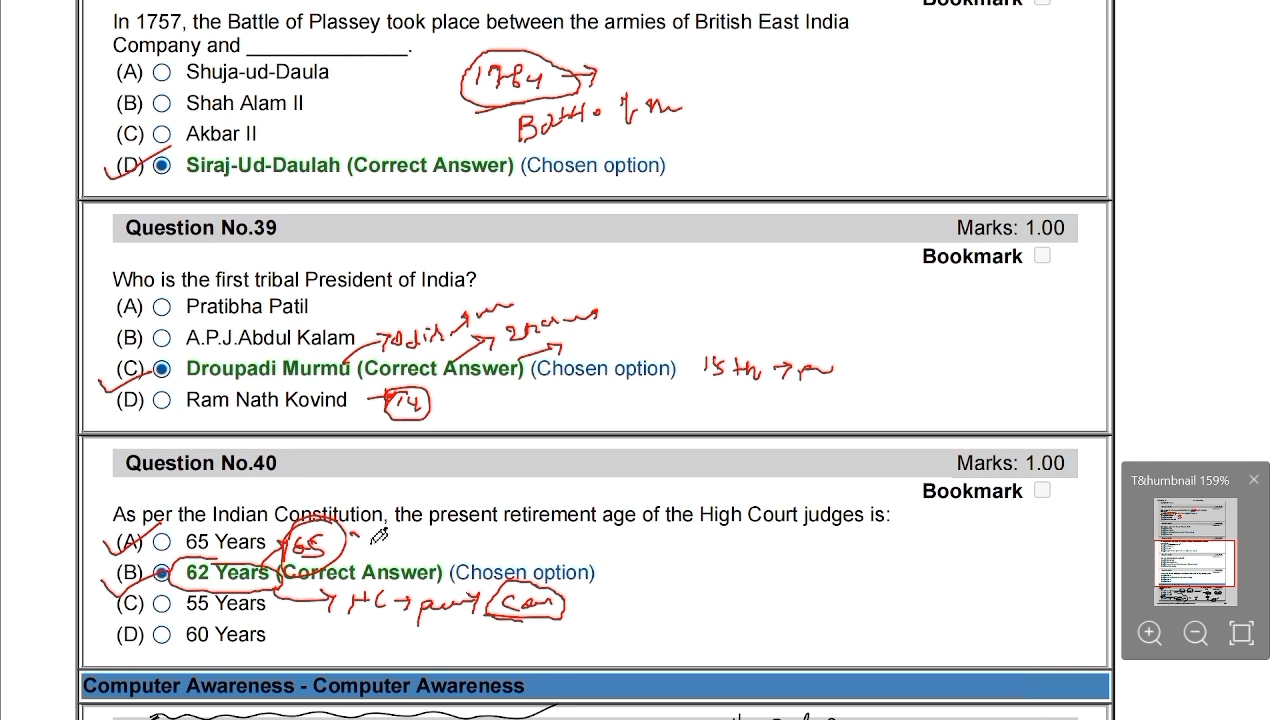 In 1757, the Battle of Plassey took place between the armies of British East India
Company and _______________.
(A) Shuja-ud-Daula
1764
(B) Shah Alam II
Battle of
(C) Akbar II
(D) Siraj-Ud-Daulah (Correct Answer) (Chosen option)
Question No.39 Marks: 1.00
Bookmark
Who is the first tribal President of India?
(A) Pratibha Patil
(B) A.P.J.Abdul Kalam
(C) Droupadi Murmu (Correct Answer) (Chosen option) 15th
(D) Ram Nath Kovind 14
Question No.40 Marks: 1.00
Bookmark
As per the Indian Constitution, the present retirement age of the High Court judges is:
(A) 65 Years 65
(B) 62 Years (Correct Answer) (Chosen option)
(C) 55 Years HC
(D) 60 Years
Computer Awareness - Computer Awareness
T&humbnail 159%